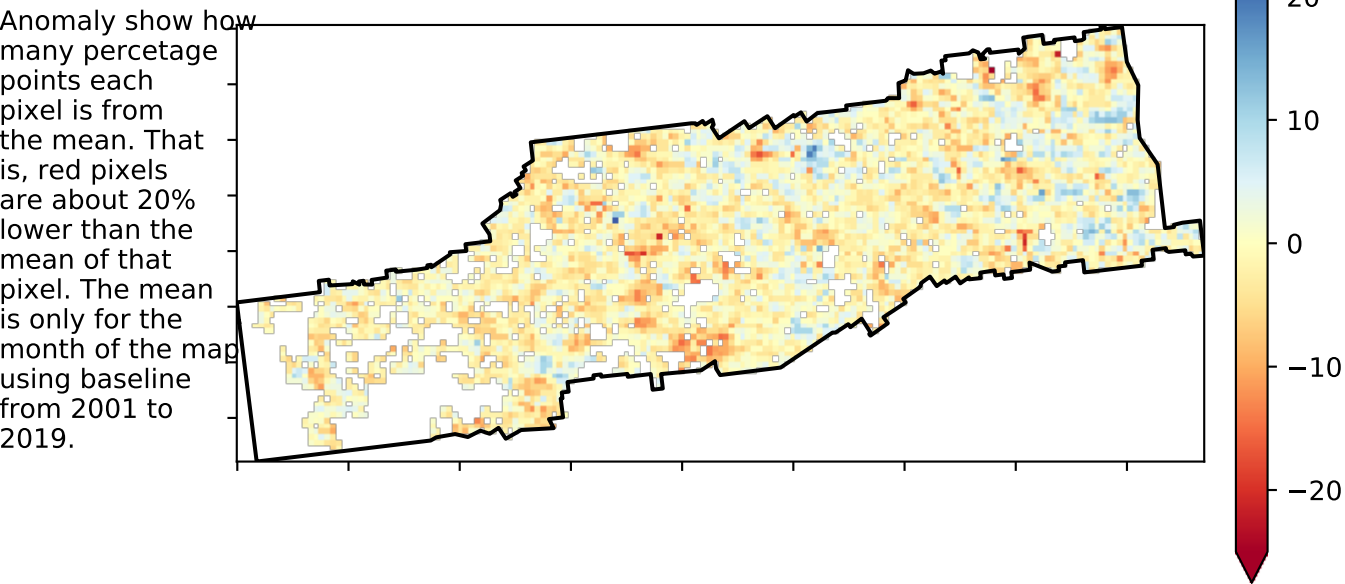 Anomaly show how
many percetage
points each
pixel is from
the mean. That
is, red pixels
are about 20%
lower than the
mean of that
pixel. The mean
is only for the
month of the map
using baseline
from 2001 to
2019.
20
10
0
−10
−20